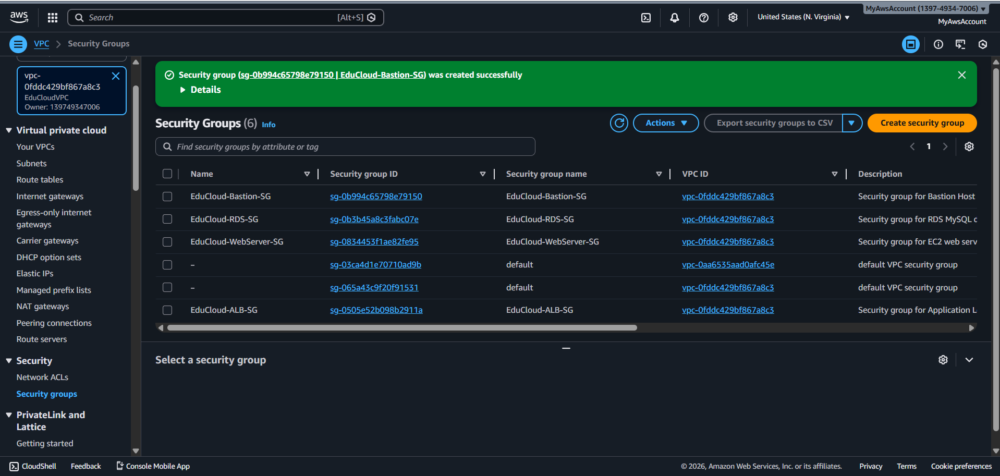 aws
Search
[Alt+S]
United States (N. Virginia)
MyAwsAccount (1397-4934-7006)
MyAwsAccount
VPC
Security Groups
vpc-
0fddc429bf867a8c3
EduCloudVPC
Owner: 139749347006
Virtual private cloud
Your VPCs
Subnets
Route tables
Internet gateways
Egress-only internet
gateways
Carrier gateways
DHCP option sets
Elastic IPs
Managed prefix lists
NAT gateways
Peering connections
Route servers
Security
Network ACLs
Security groups
PrivateLink and
Lattice
Getting started
Security group (sg-0b994c65798e79150 | EduCloud-Bastion-SG) was created successfully
Details
Security Groups (6) Info
Actions
Export security groups to CSV
Create security group
Find security groups by attribute or tag
1
Name Security group ID Security group name VPC ID Description
EduCloud-Bastion-SG sg-0b994c65798e79150 EduCloud-Bastion-SG vpc-0fddc429bf867a8c3 Security group for Bastion Host
EduCloud-RDS-SG sg-0b3b45a8c3fabc07e EduCloud-RDS-SG vpc-0fddc429bf867a8c3 Security group for RDS MySQL
EduCloud-WebServer-SG sg-0834453f1ae82fe95 EduCloud-WebServer-SG vpc-0fddc429bf867a8c3 Security group for EC2 web serv
– sg-03ca4d1e70710ad9b default vpc-0aa6535aad0afc45e default VPC security group
– sg-065a43c9f20f91531 default vpc-0fddc429bf867a8c3 default VPC security group
EduCloud-ALB-SG sg-0505e52b098b2911a EduCloud-ALB-SG vpc-0fddc429bf867a8c3 Security group for Application L
Select a security group
CloudShell
Feedback
Console Mobile App
© 2026, Amazon Web Services, Inc. or its affiliates.
Privacy
Terms
Cookie preferences